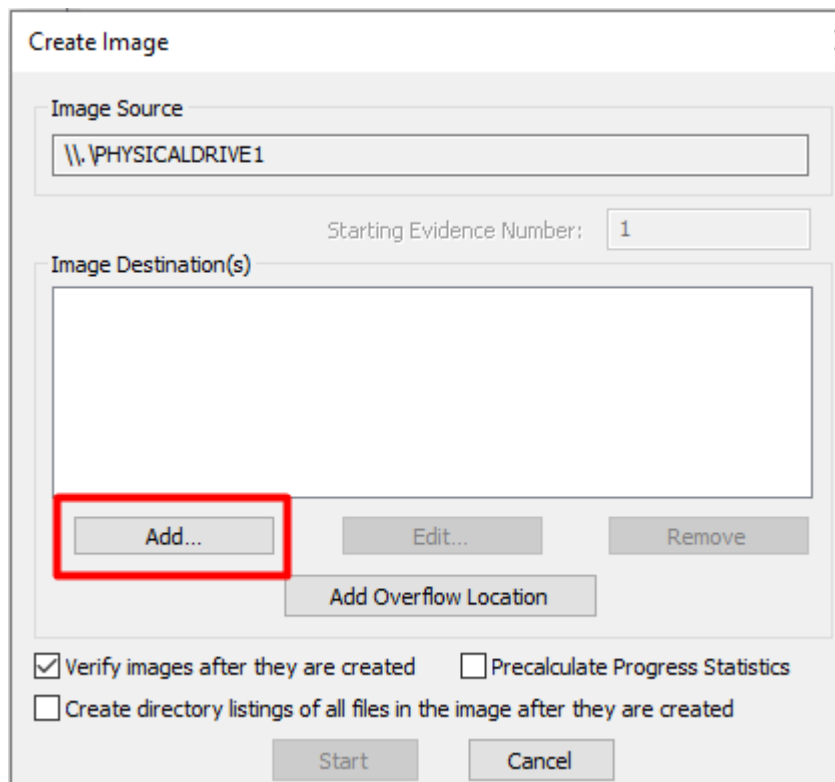 Create Image
Image Source
\\.\PHYSICALDRIVE1
Starting Evidence Number: 1
Image Destination(s)
Add... Edit... Remove
Add Overflow Location
Verify images after they are created Precalculate Progress Statistics
Create directory listings of all files in the image after they are created
Start Cancel